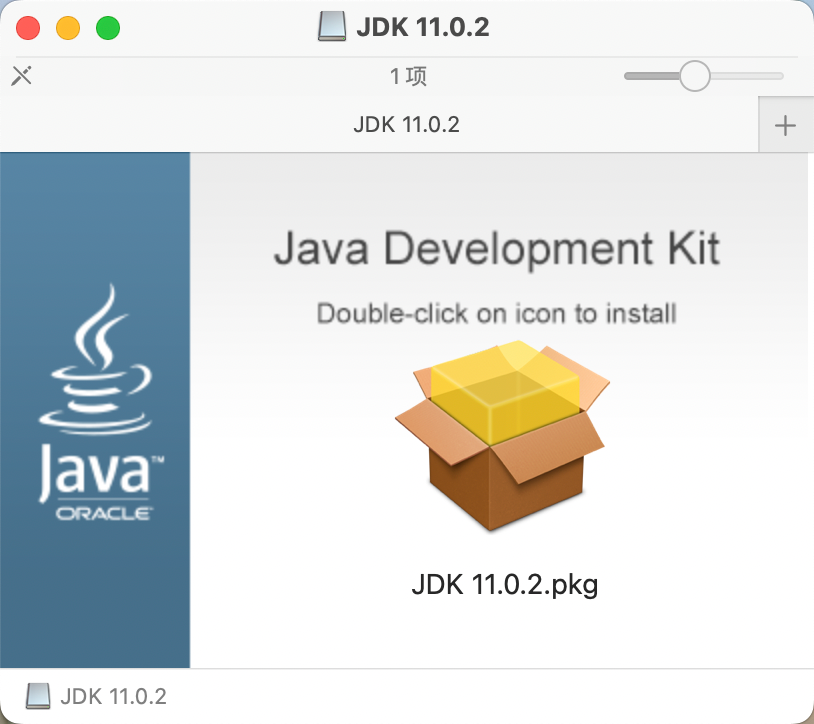 JDK 11.0.2
1 项
JDK 11.0.2
Java Development Kit
Double-click on icon to install
Java™
ORACLE
JDK 11.0.2.pkg
JDK 11.0.2